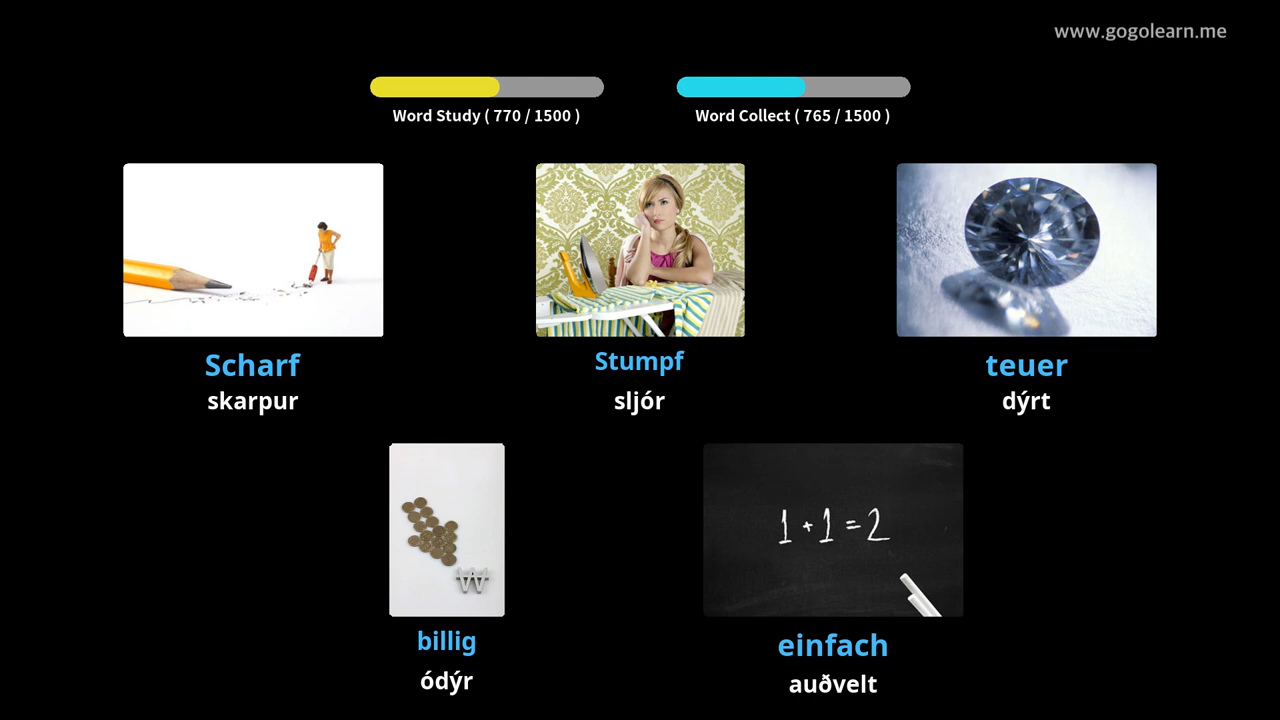 www.gogolearn.me
Word Study ( 770 / 1500 )
Word Collect ( 765 / 1500 )
Scharf
skarpur
Stumpf
sljór
teuer
dýrt
₩
1+1=2
billig
ódýr
einfach
auðvelt